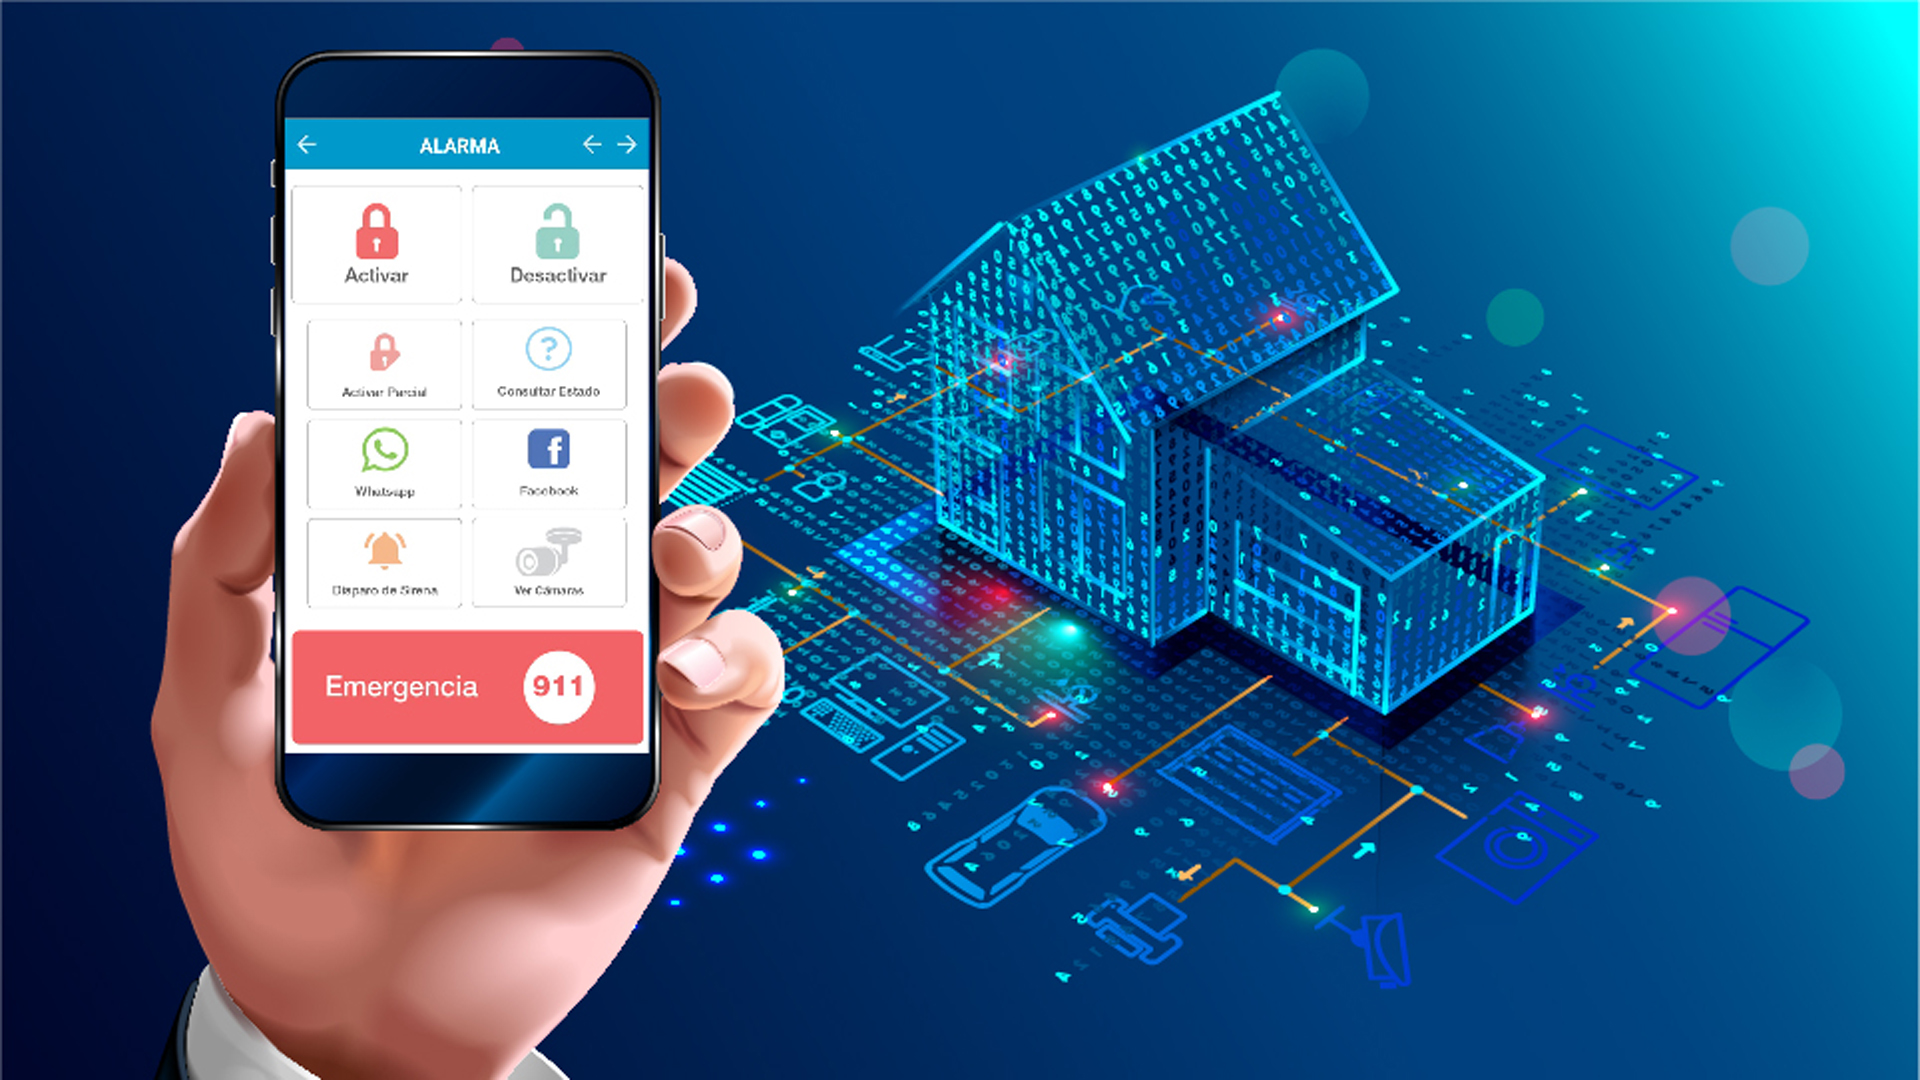 ALARMA
Activar
Desactivar
Activar Parcial
Consultar Estado
Whatsapp
Facebook
Disparo de Sirena
Ver Cámaras
Emergencia
911